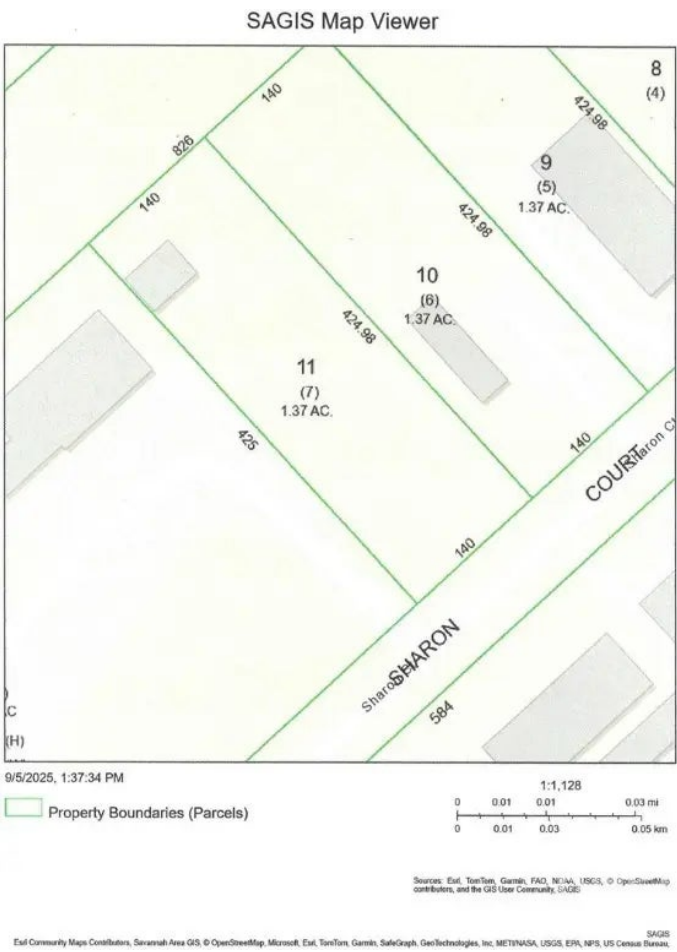 SAGIS Map Viewer
8
(4)
140
424.98
826
9
(5)
1.37 AC.
140
424.98
10
(6)
1.37 AC.
424.98
11
(7)
1.37 AC.
425
140
Sharon Ct
COURT
140
SHARON
584
C
(H)
9/5/2025, 1:37:34 PM
Property Boundaries (Parcels)
1:1,128
0 0.01 0.01 0.03 mi
0 0.01 0.03 0.05 km
Sources: Esri, TomTom, Garmin, FAO, NOAA, USGS, © OpenStreetMap
contributors, and the GIS User Community, SAGIS
SAGIS
Esri Community Maps Contributors, Savannah Area GIS, © OpenStreetMap, Microsoft, Esri, TomTom, Garmin, SafeGraph, GeoTechnologies, Inc, METI/NASA, USGS, EPA, NPS, US Census Bureau,